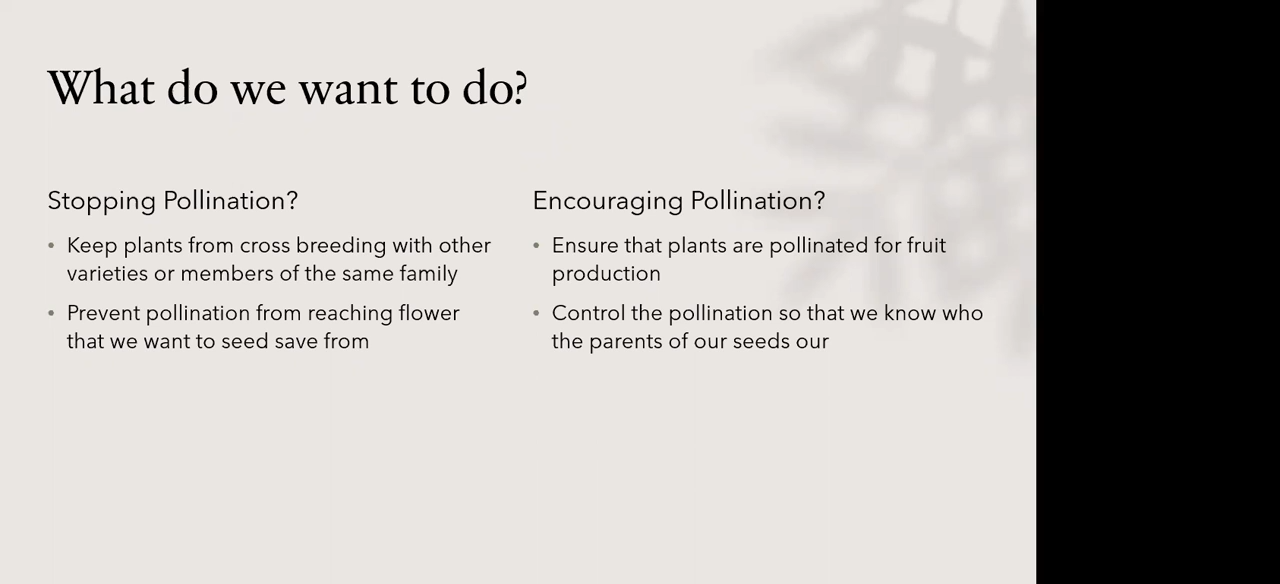 What do we want to do?
Stopping Pollination?
• Keep plants from cross breeding with other
varieties or members of the same family
• Prevent pollination from reaching flower
that we want to seed save from
Encouraging Pollination?
• Ensure that plants are pollinated for fruit
production
• Control the pollination so that we know who
the parents of our seeds our